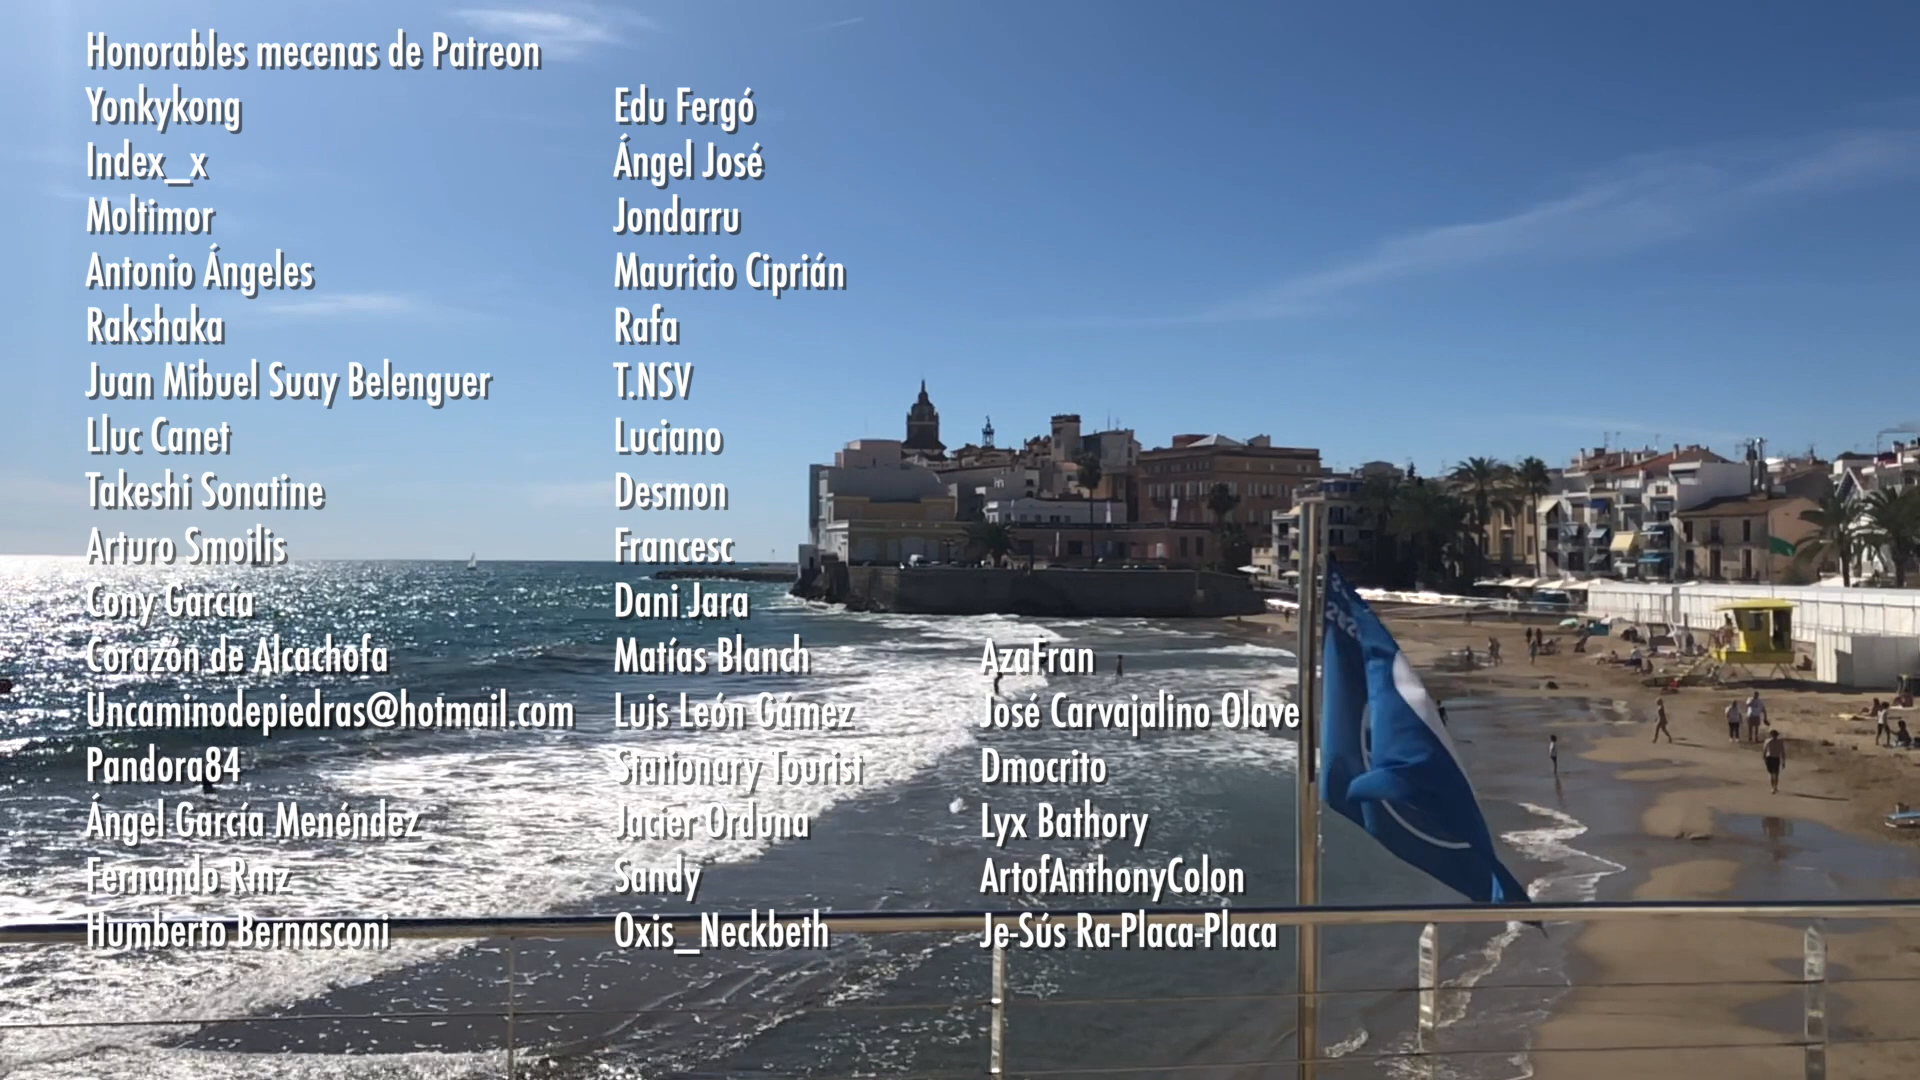 Honorables mecenas de Patreon
Yonkykong
Index_x
Moltimor
Antonio Ángeles
Rakshaka
Juan Mibuel Suay Belenguer
Lluc Canet
Takeshi Sonatine
Arturo Smoilis
Cony García
Corazón de Alcachofa
Uncaminodepiedras@hotmail.com
Pandora84
Ángel García Menéndez
Fernando Rmz
Humberto Bernasconi
Edu Fergó
Ángel José
Jondarru
Mauricio Ciprián
Rafa
T.NSV
Luciano
Desmon
Francesc
Dani Jara
Matías Blanch
Luis León Gámez
Stationary Tourist
Jacier Orduna
Sandy
Oxis_Neckbeth
AzaFran
José Carvajalino Olave
Dmocrito
Lyx Bathory
ArtofAnthonyColon
Je-Sús Ra-Placa-Placa